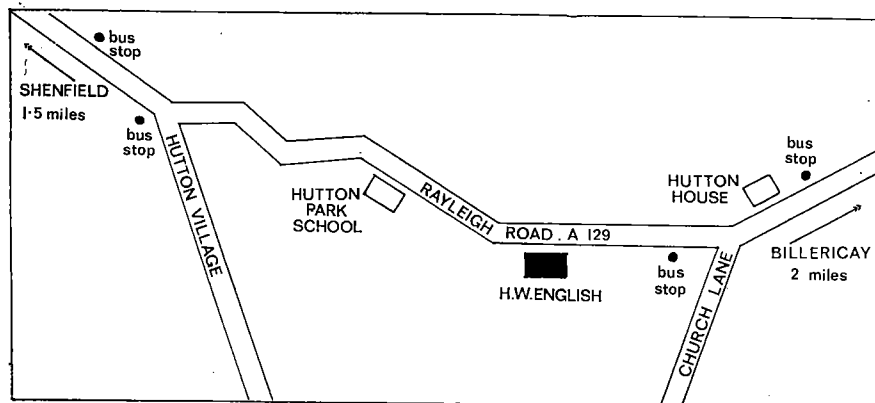 bus
stop
SHENFIELD
1·5 miles
bus
stop
HUTTON VILLAGE
HUTTON
PARK
SCHOOL
RAYLEIGH
ROAD . A 129
H.W.ENGLISH
bus
stop
HUTTON
HOUSE
bus
stop
BILLERICAY
2 miles
CHURCH LANE